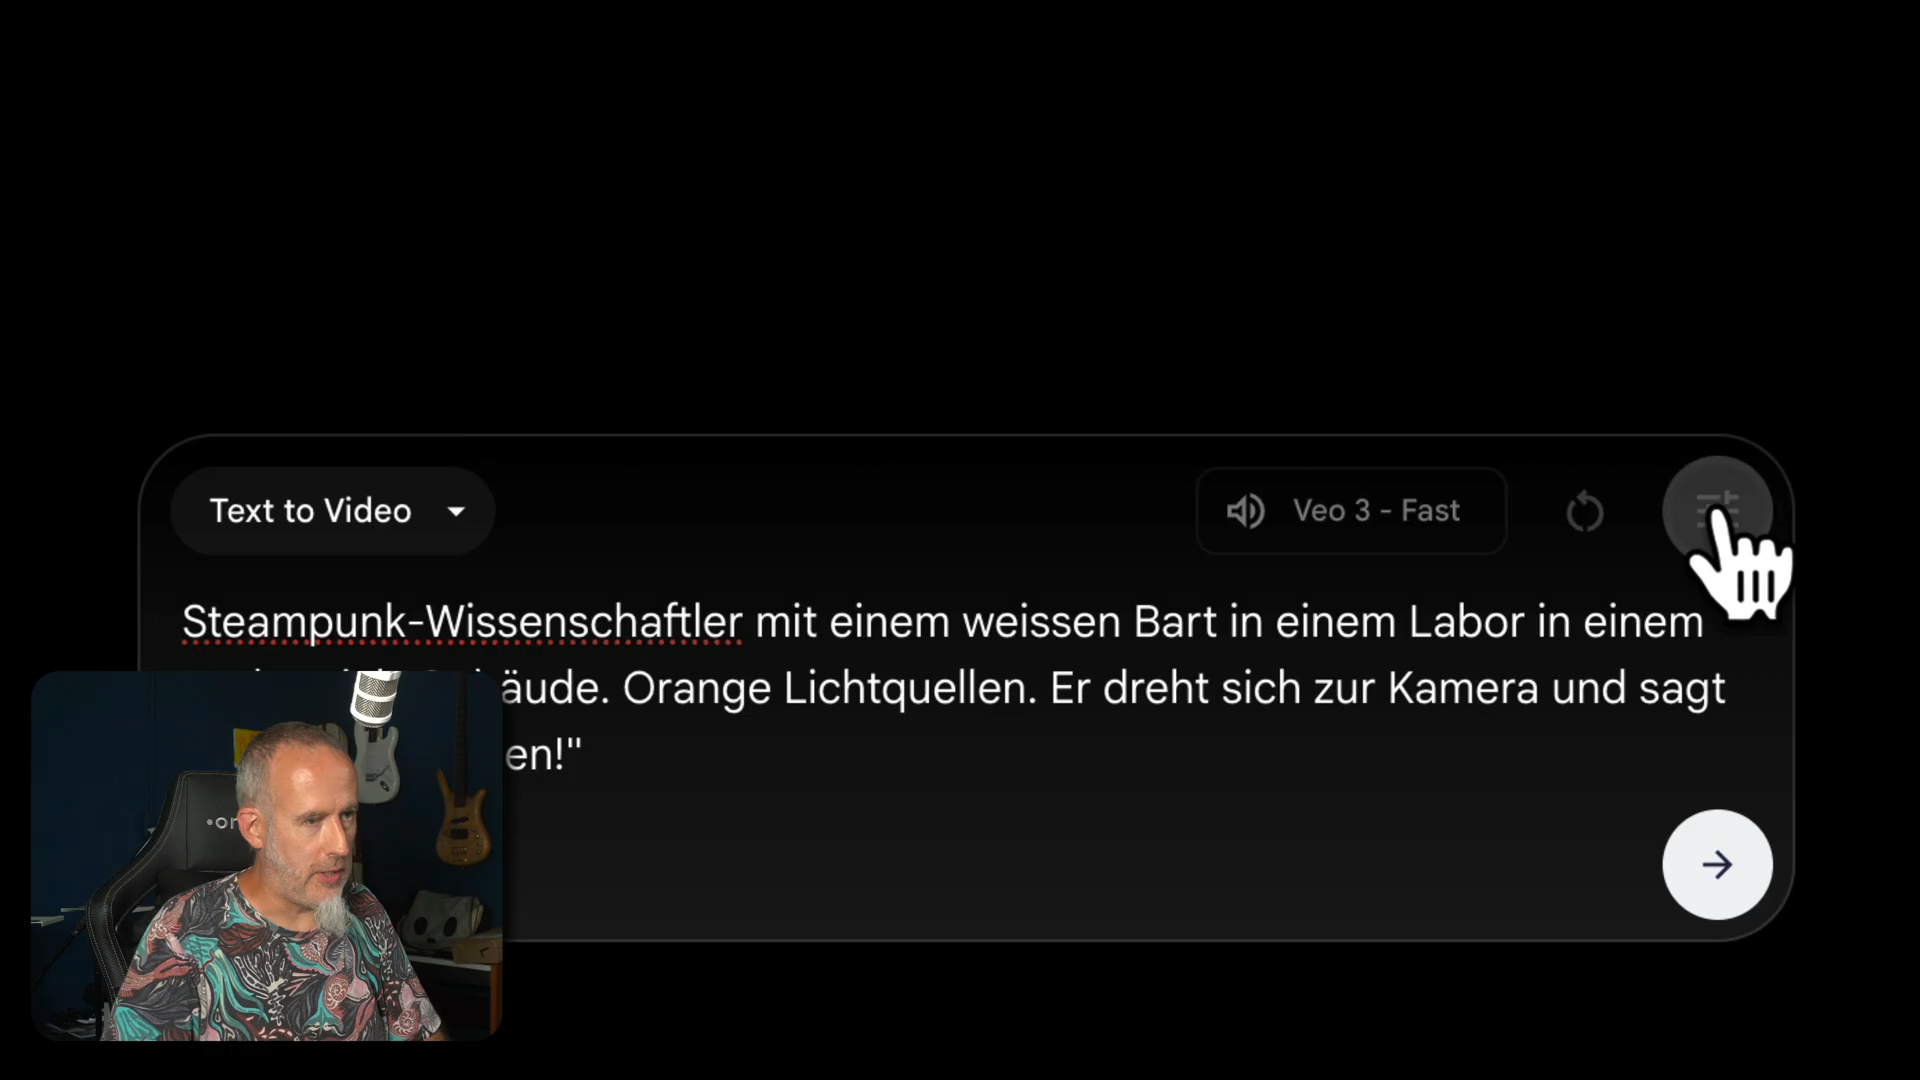 Text to Video
Veo 3 - Fast
Steampunk-Wissenschaftler mit einem weissen Bart in einem Labor in einem
äude. Orange Lichtquellen. Er dreht sich zur Kamera und sagt
en!"